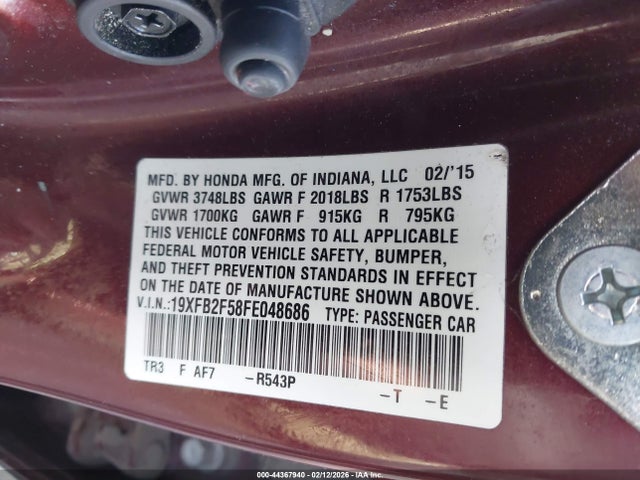 MFD. BY HONDA MFG. OF INDIANA, LLC 02/'15
GVWR 3748LBS GAWR F 2018LBS R 1753LBS
GVWR 1700KG GAWR F 915KG R 795KG
THIS VEHICLE CONFORMS TO ALL APPLICABLE
FEDERAL MOTOR VEHICLE SAFETY, BUMPER,
AND THEFT PREVENTION STANDARDS IN EFFECT
ON THE DATE OF MANUFACTURE SHOWN ABOVE.
V.I.N.:19XFB2F58FE048686 TYPE: PASSENGER CAR
TR3 F AF7 -R543P -T -E
000-44367940 - 02/12/2026 - IAA Inc.